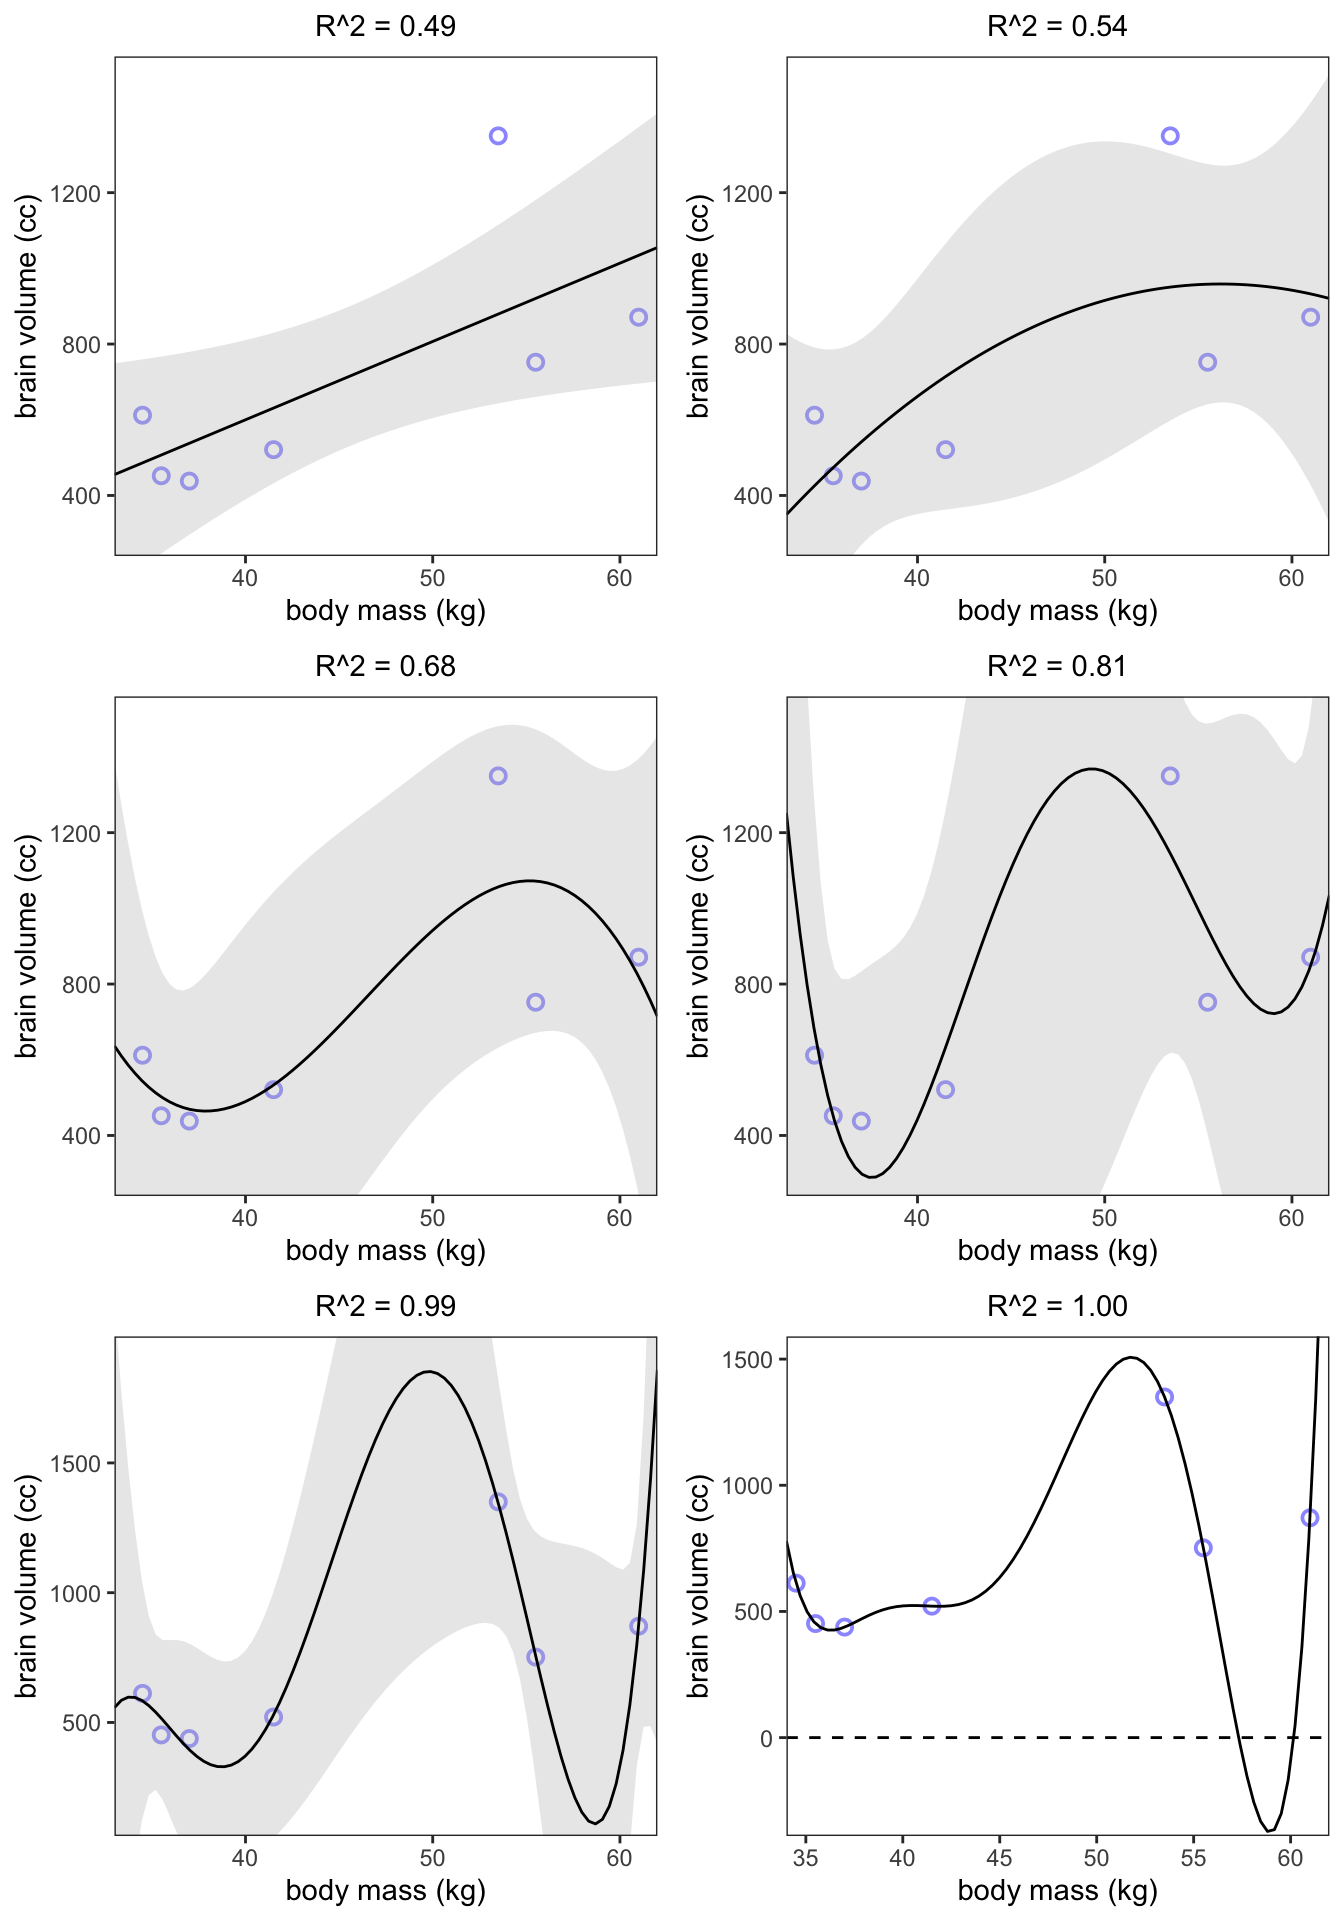 R^2 = 0.49
brain volume (cc)
1200
800
400
40 50 60
body mass (kg)
R^2 = 0.54
brain volume (cc)
1200
800
400
40 50 60
body mass (kg)
R^2 = 0.68
brain volume (cc)
1200
800
400
40 50 60
body mass (kg)
R^2 = 0.81
brain volume (cc)
1200
800
400
40 50 60
body mass (kg)
R^2 = 0.99
brain volume (cc)
1500
1000
500
40 50 60
body mass (kg)
R^2 = 1.00
brain volume (cc)
1500
1000
500
0
35 40 45 50 55 60
body mass (kg)